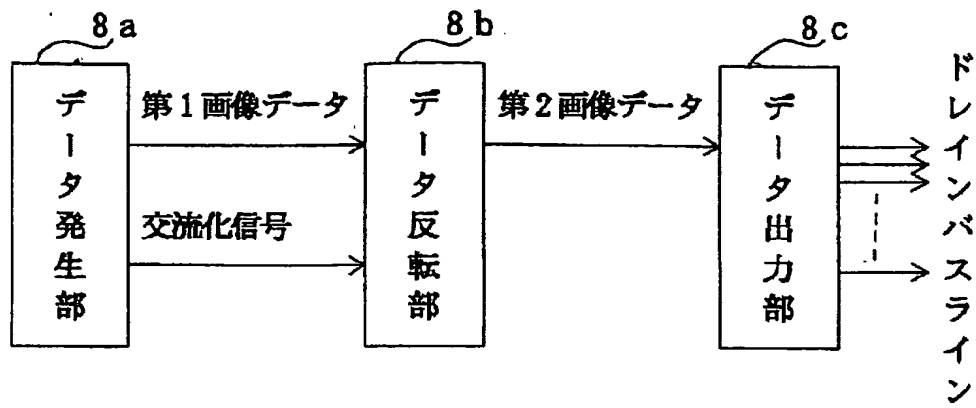 8a
8b
8c
データ発生部
第1画像データ
交流化信号
データ反転部
第2画像データ
データ出力部
ドレインバスライン